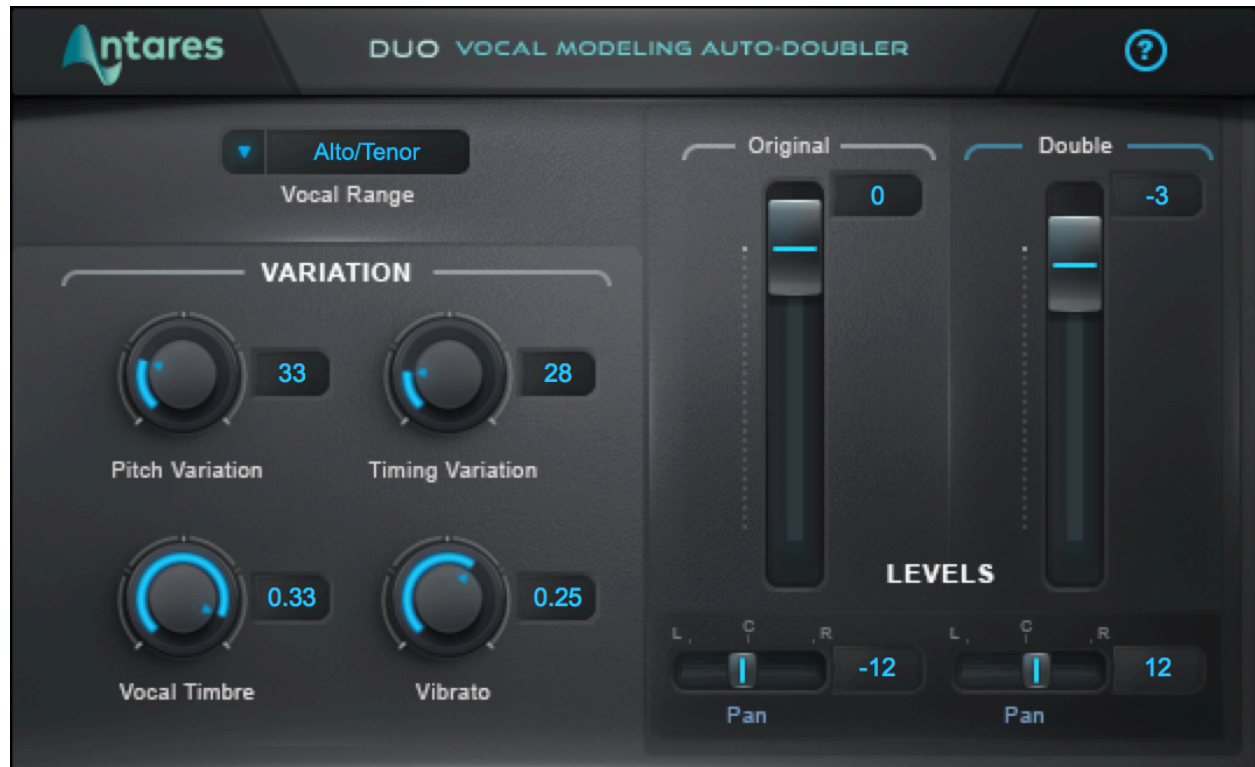 Antares
DUO VOCAL MODELING AUTO-DOUBLER
?
Alto/Tenor
Vocal Range
VARIATION
33
28
Pitch Variation
Timing Variation
0.33
0.25
Vocal Timbre
Vibrato
Original
Double
0
-3
LEVELS
L C R
L C R
-12
12
Pan
Pan